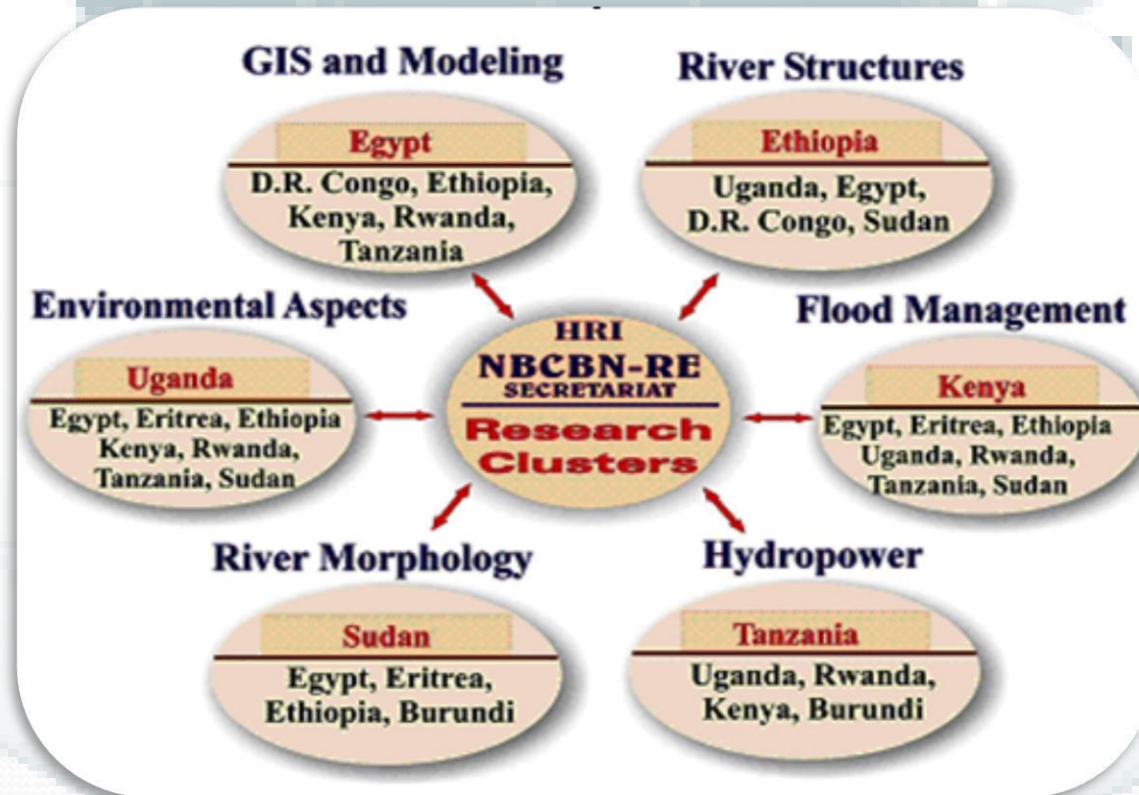 GIS and Modeling
Egypt
D.R. Congo, Ethiopia,
Kenya, Rwanda,
Tanzania
River Structures
Ethiopia
Uganda, Egypt,
D.R. Congo, Sudan
Environmental Aspects
Uganda
Egypt, Eritrea, Ethiopia
Kenya, Rwanda,
Tanzania, Sudan
HRI
NBCBN-RE
SECRETARIAT
Research
Clusters
Flood Management
Kenya
Egypt, Eritrea, Ethiopia
Uganda, Rwanda,
Tanzania, Sudan
River Morphology
Sudan
Egypt, Eritrea,
Ethiopia, Burundi
Hydropower
Tanzania
Uganda, Rwanda,
Kenya, Burundi